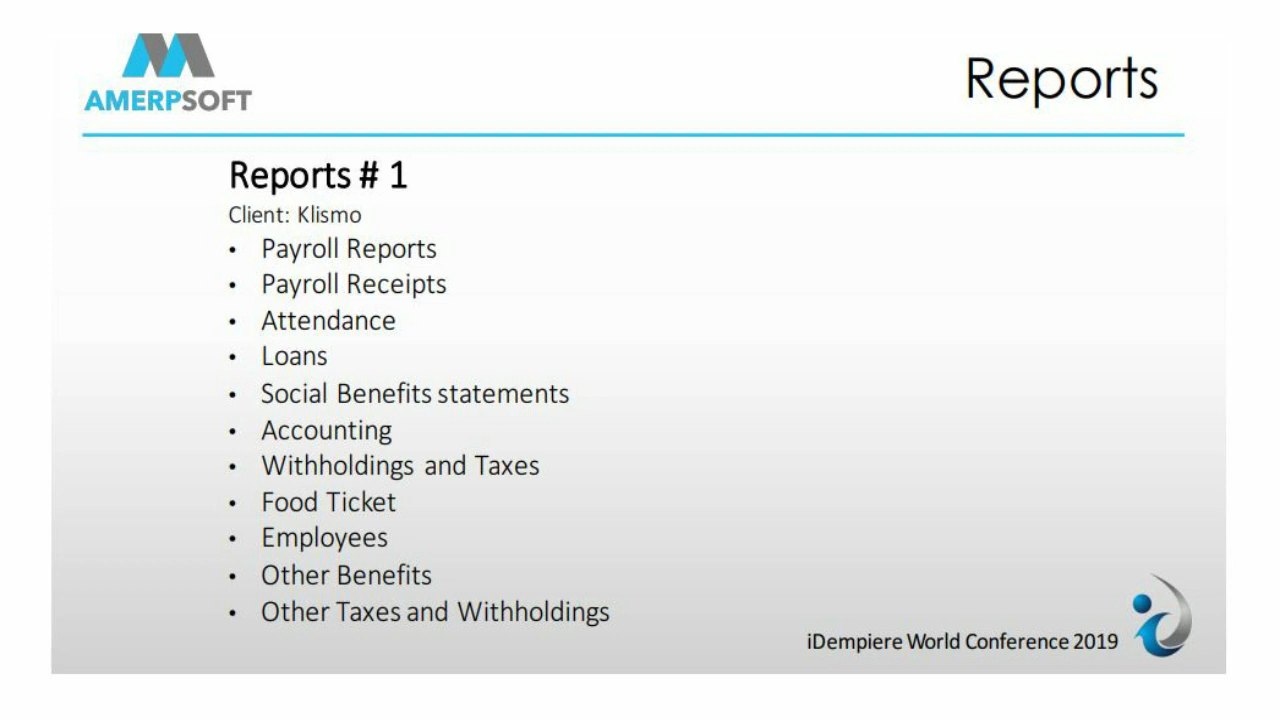 AMERPSOFT
Reports
Reports # 1
Client: Klismo
• Payroll Reports
• Payroll Receipts
• Attendance
• Loans
• Social Benefits statements
• Accounting
• Withholdings and Taxes
• Food Ticket
• Employees
• Other Benefits
• Other Taxes and Withholdings
iDempiere World Conference 2019